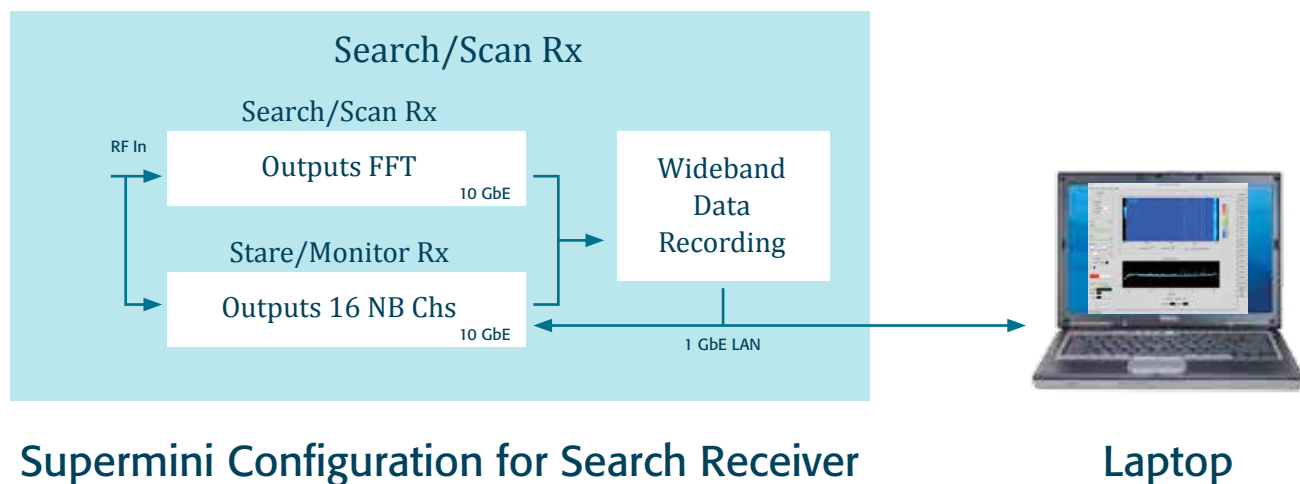 Search/Scan Rx
Search/Scan Rx
RF In
Outputs FFT
10 GbE
Wideband
Data
Recording
Stare/Monitor Rx
Outputs 16 NB Chs
10 GbE
1 GbE LAN
Supermini Configuration for Search Receiver
Laptop